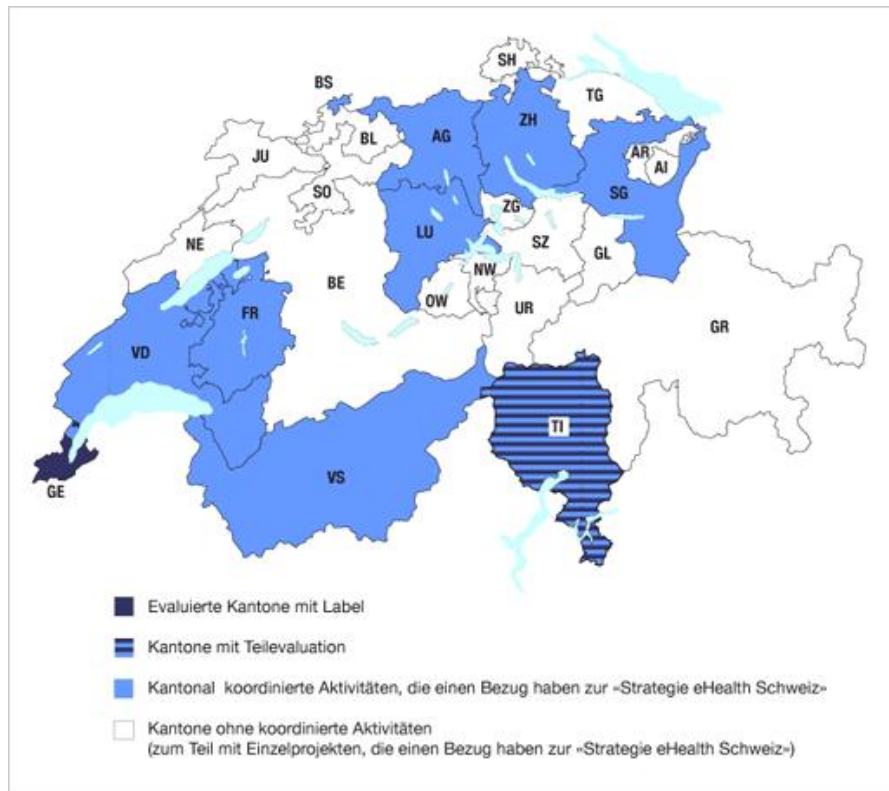 SH
BS
TG
ZH
AG
BL
JU
AR
AI
SO
SG
ZG
LU
SZ
NE
GL
NW
BE
OW
UR
FR
GR
VD
TI
VS
GE
Evaluierte Kantone mit Label
Kantone mit Teilevaluation
Kantonal koordinierte Aktivitäten, die einen Bezug haben zur «Strategie eHealth Schweiz»
Kantone ohne koordinierte Aktivitäten
(zum Teil mit Einzelprojekten, die einen Bezug haben zur «Strategie eHealth Schweiz»)